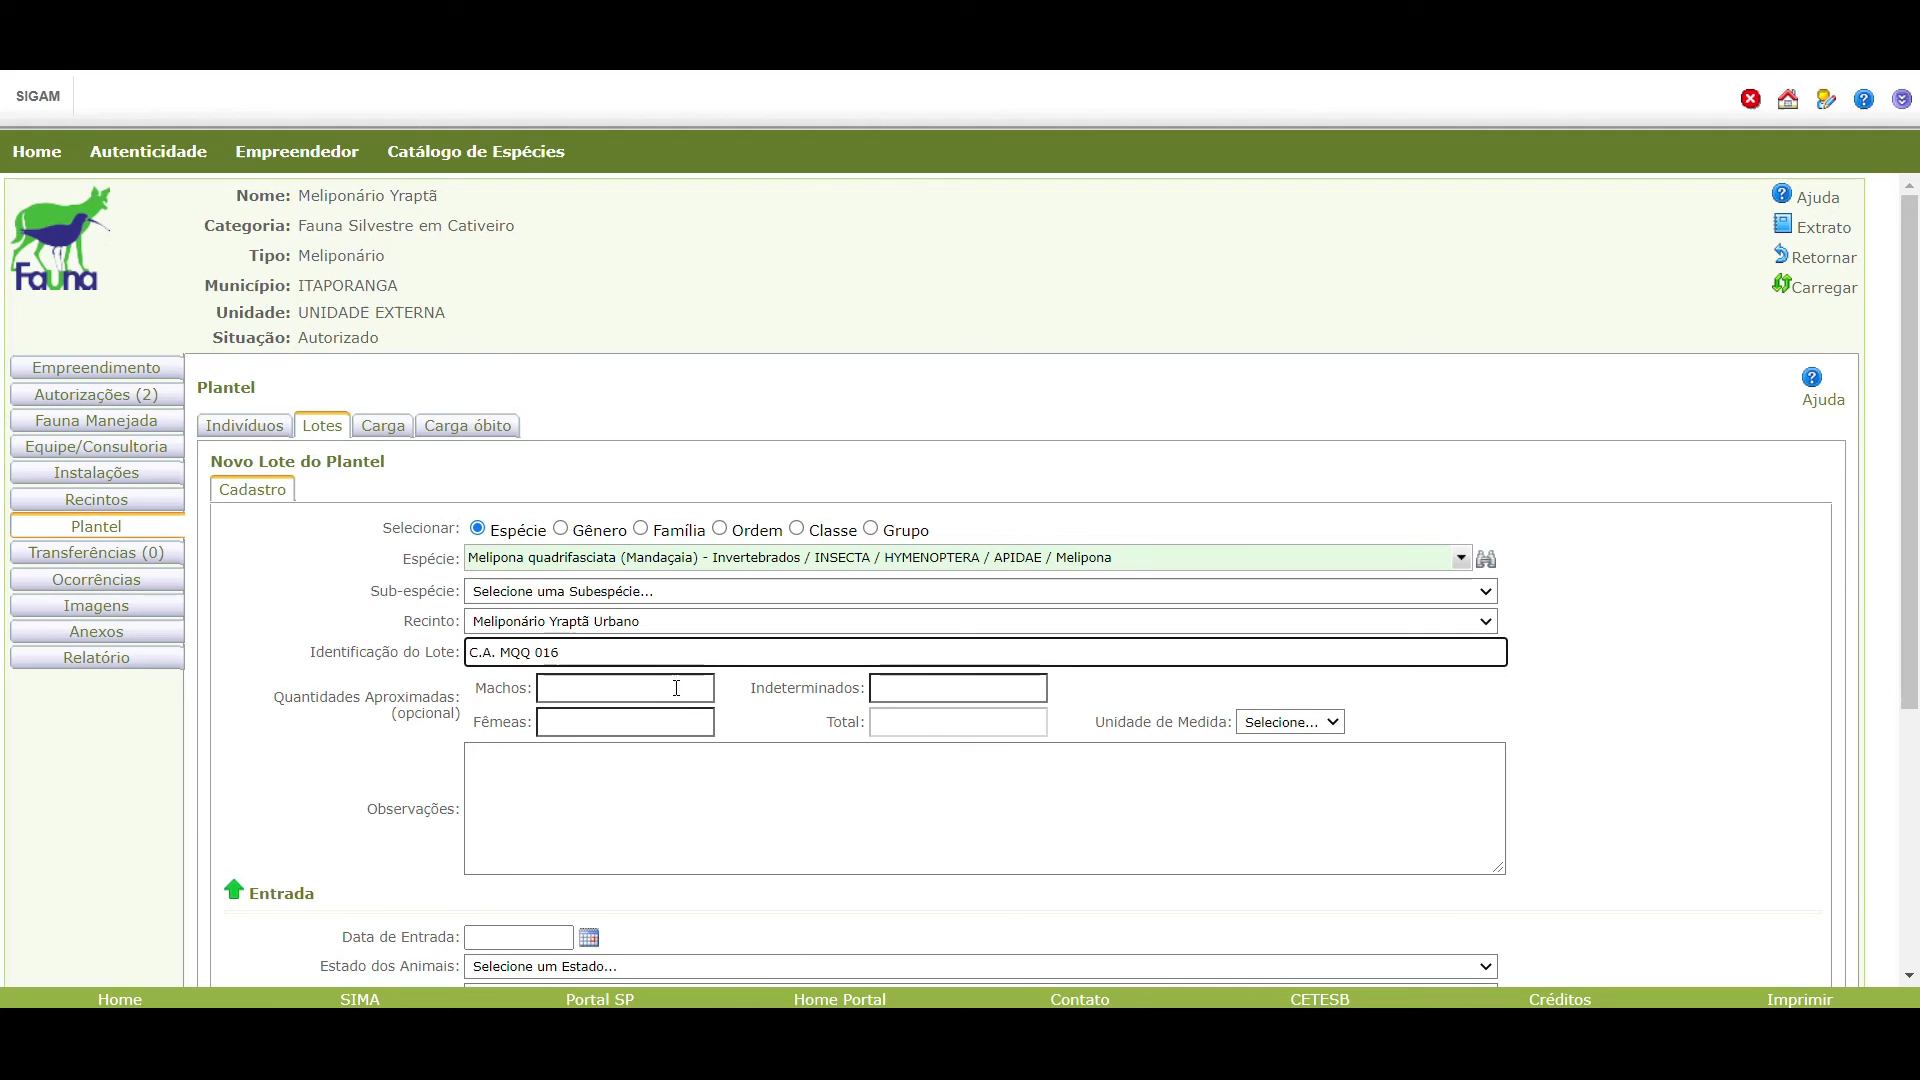 SIGAM
Home Autenticidade Empreendedor Catálogo de Espécies
Fauna
Nome: Meliponário Yraptã
Categoria: Fauna Silvestre em Cativeiro
Tipo: Meliponário
Município: ITAPORANGA
Unidade: UNIDADE EXTERNA
Situação: Autorizado
Ajuda
Extrato
Retornar
Carregar
Empreendimento
Autorizações (2)
Fauna Manejada
Equipe/Consultoria
Instalações
Recintos
Plantel
Transferências (0)
Ocorrências
Imagens
Anexos
Relatório
Plantel
Ajuda
Indivíduos Lotes Carga Carga óbito
Novo Lote do Plantel
Cadastro
Selecionar: Espécie Gênero Família Ordem Classe Grupo
Espécie: Melipona quadrifasciata (Mandaçaia) - Invertebrados / INSECTA / HYMENOPTERA / APIDAE / Melipona
Sub-espécie: Selecione uma Subespécie...
Recinto: Meliponário Yraptã Urbano
Identificação do Lote: C.A. MQQ 016
Quantidades Aproximadas: (opcional)
Machos: Indeterminados:
Fêmeas: Total: Unidade de Medida: Selecione...
Observações:
Entrada
Data de Entrada:
Estado dos Animais: Selecione um Estado...
Home SIMA Portal SP Home Portal Contato CETESB Créditos Imprimir